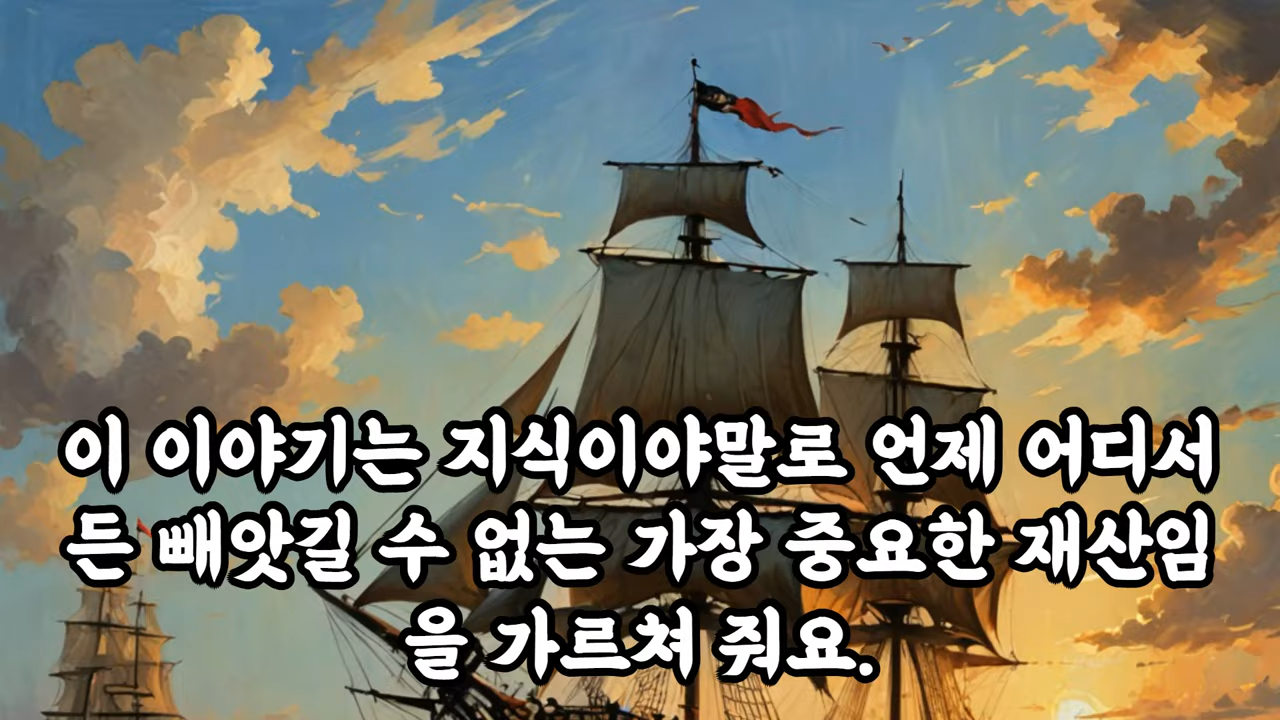 이 이야기는 지식이야말로 언제 어디서
든 빼앗길 수 없는 가장 중요한 재산임
을 가르쳐 줘요.